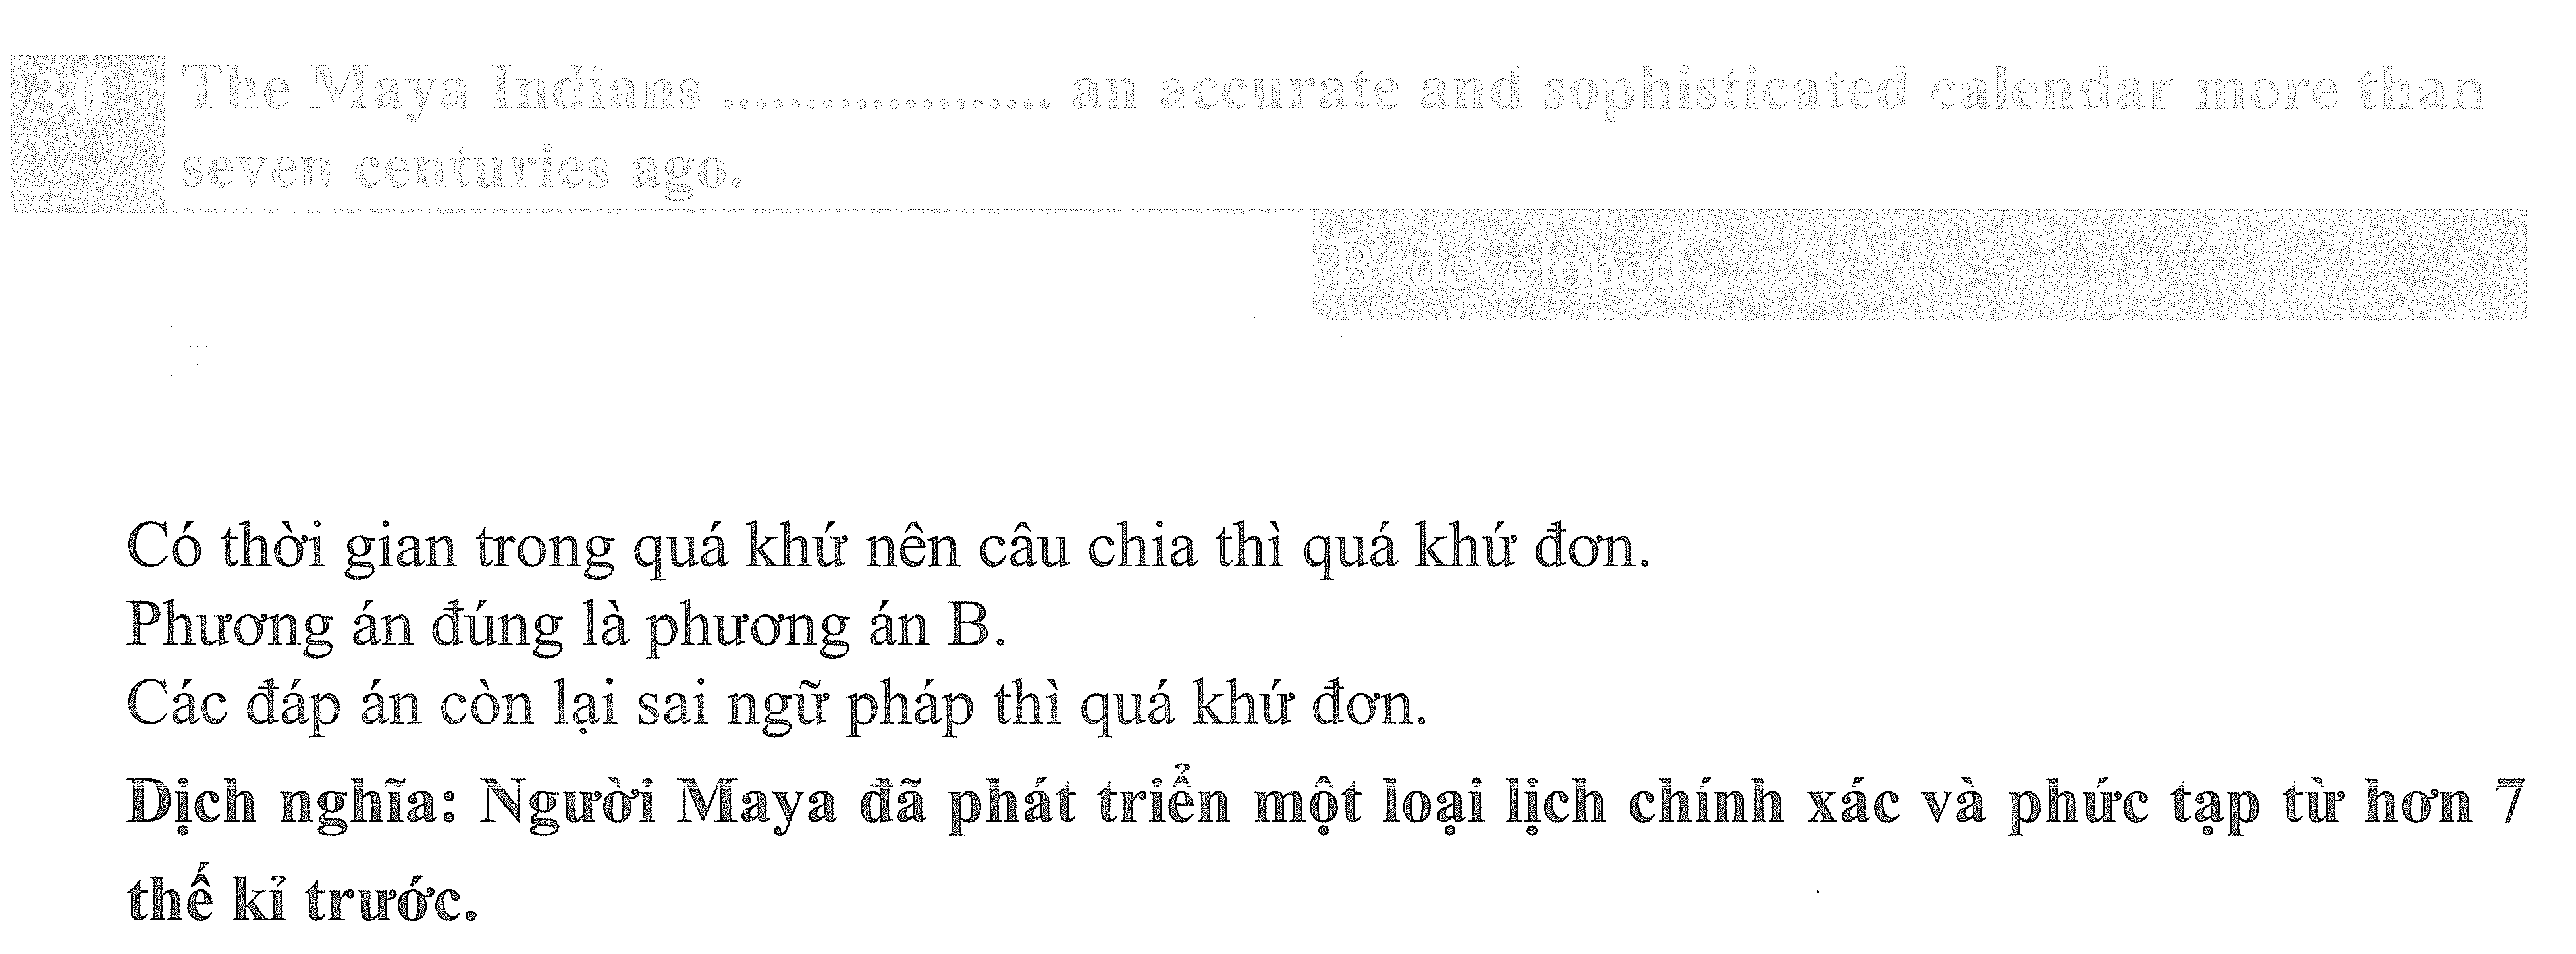 30 The Maya Indians .................... an accurate and sophisticated calendar more than
seven centuries ago.
B. developed
Có thời gian trong quá khứ nên câu chia thì quá khứ đơn.
Phương án đúng là phương án B.
Các đáp án còn lại sai ngữ pháp thì quá khứ đơn.
Dịch nghĩa: Người Maya đã phát triển một loại lịch chính xác và phức tạp từ hơn 7
thế kỉ trước.